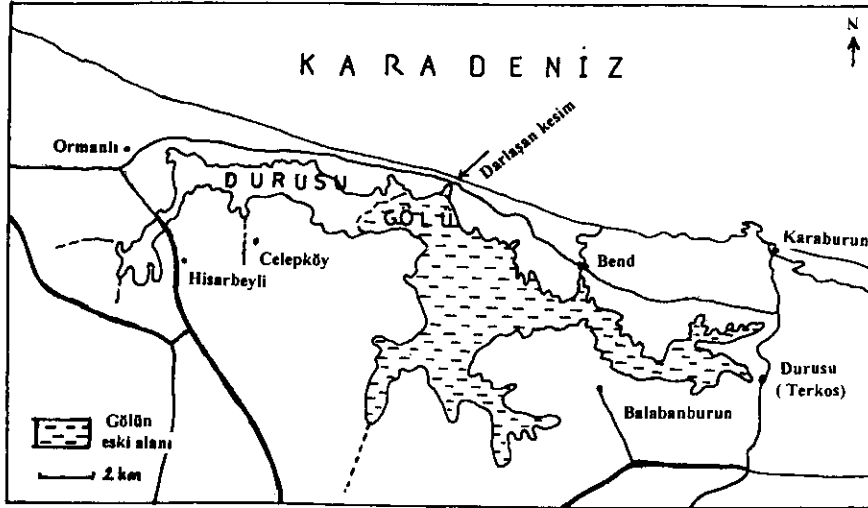 N
KARADENİZ
Darlaşan kesim
Ormanlı
DURUSU
GÖLÜ
Karaburun
Celepköy
Bend
Hisarbeyli
Durusu
(Terkos)
Balabanburun
Gölün
eski alanı
2 km